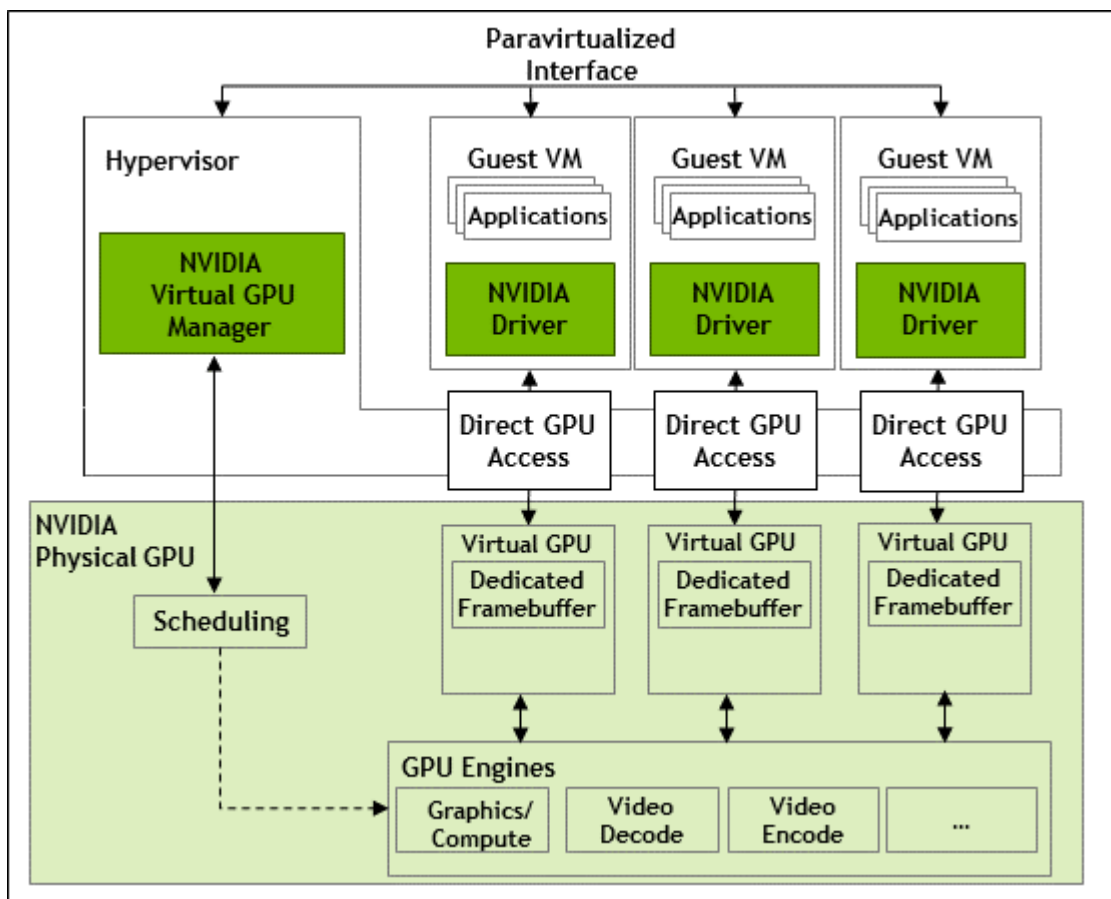 Paravirtualized
Interface
Hypervisor
NVIDIA
Virtual GPU
Manager
Guest VM
Applications
NVIDIA
Driver
Guest VM
Applications
NVIDIA
Driver
Guest VM
Applications
NVIDIA
Driver
Direct GPU
Access
Direct GPU
Access
Direct GPU
Access
NVIDIA
Physical GPU
Scheduling
Virtual GPU
Dedicated
Framebuffer
Virtual GPU
Dedicated
Framebuffer
Virtual GPU
Dedicated
Framebuffer
GPU Engines
Graphics/
Compute
Video
Decode
Video
Encode
...